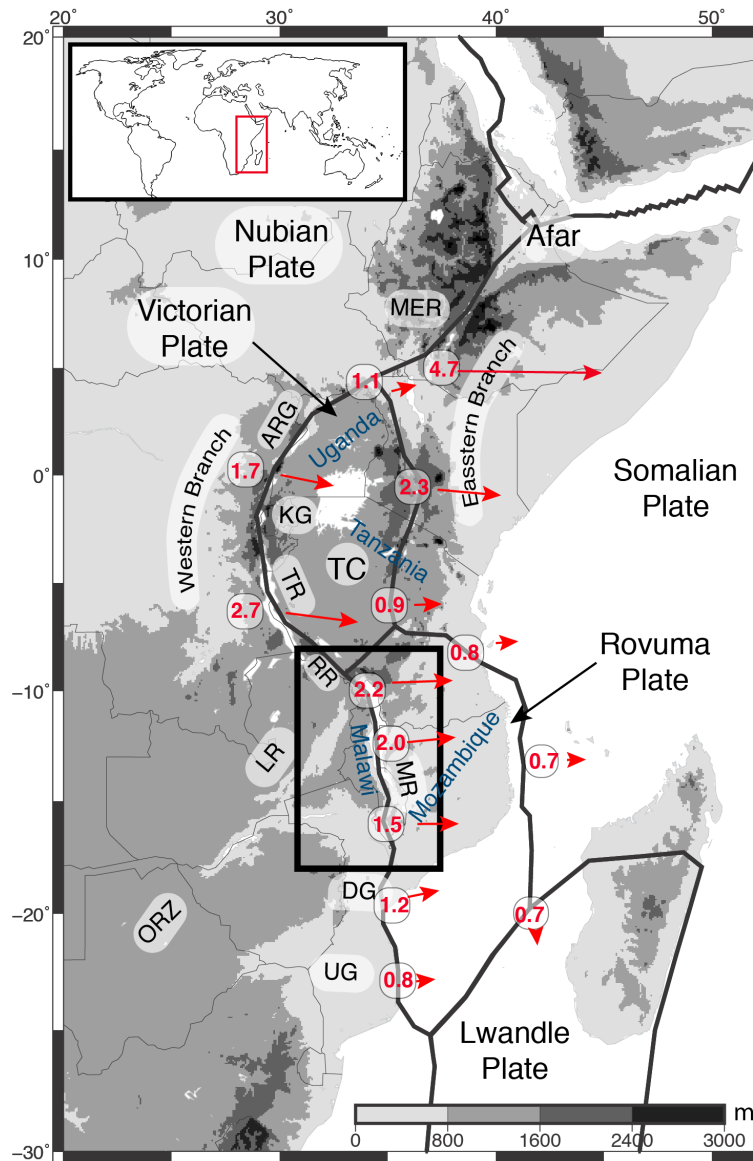 20°
30°
40°
50°
20°
10°
0°
−10°
−20°
−30°
Nubian
Plate
Afar
Victorian
Plate
MER
4.7
1.1
Easstern Branch
ARG
Uganda
Western Branch
1.7
2.3
Somalian
Plate
KG
Tanzania
TC
TR
2.7
0.9
0.8
Rovuma
Plate
RR
2.2
LR
Malawi
2.0
MR
Mozambique
0.7
1.5
DG
1.2
0.7
ORZ
UG
0.8
Lwandle
Plate
m
0
800
1600
2400
3000